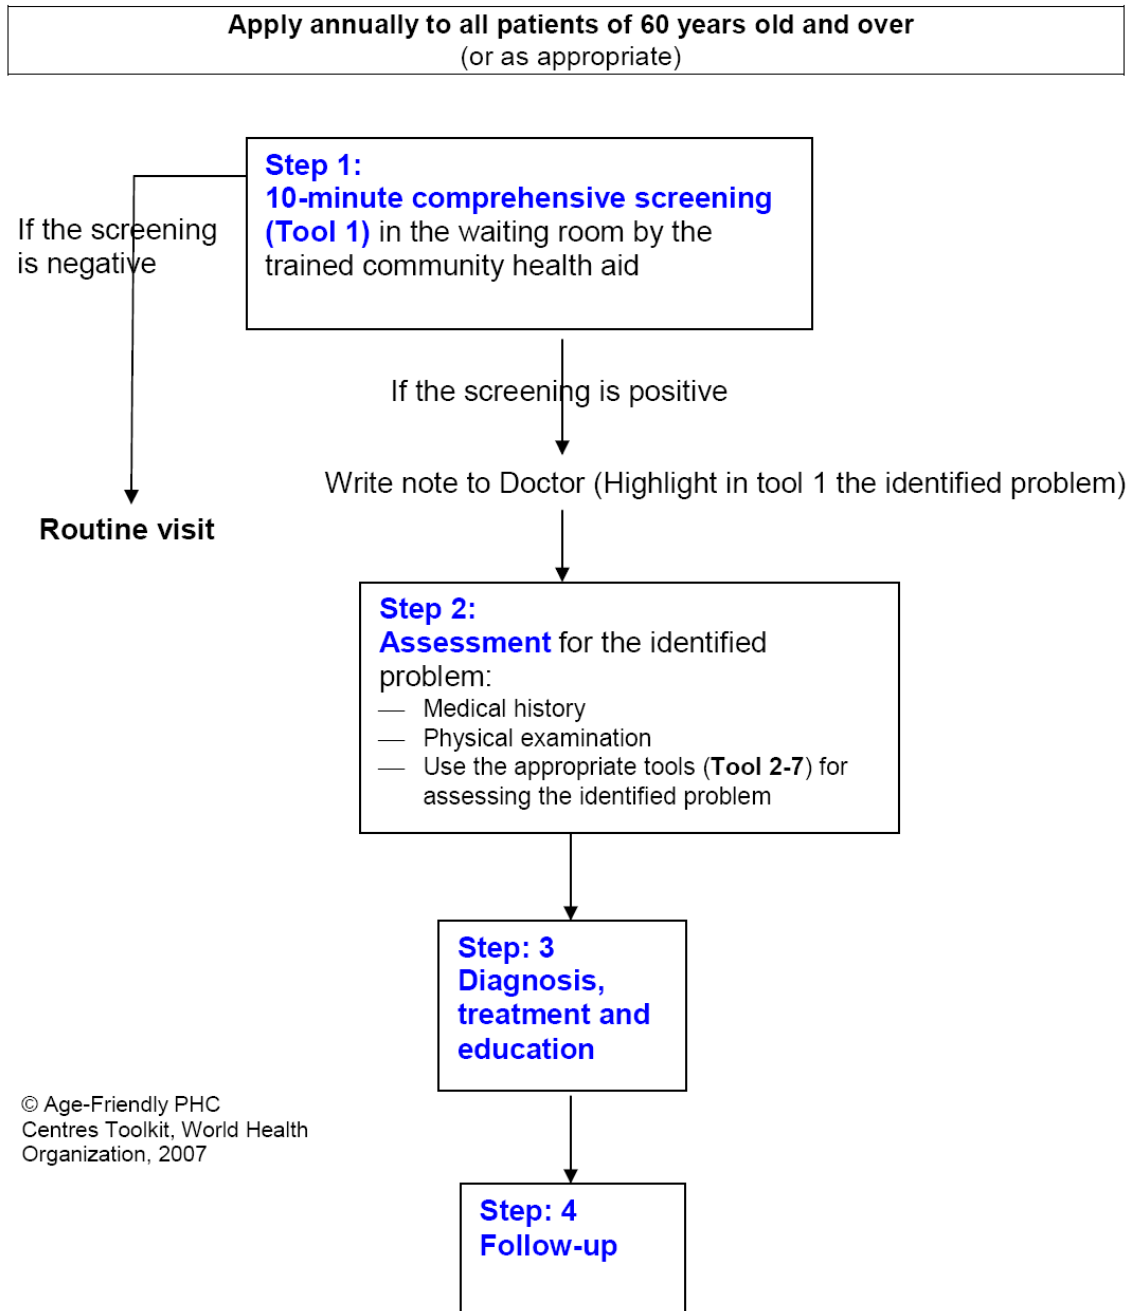 Apply annually to all patients of 60 years old and over
(or as appropriate)
Step 1:
10-minute comprehensive screening
(Tool 1) in the waiting room by the
trained community health aid
If the screening
is negative
If the screening is positive
Write note to Doctor (Highlight in tool 1 the identified problem)
Routine visit
Step 2:
Assessment for the identified
problem:
— Medical history
— Physical examination
— Use the appropriate tools (Tool 2-7) for
assessing the identified problem
Step: 3
Diagnosis,
treatment and
education
© Age-Friendly PHC
Centres Toolkit, World Health
Organization, 2007
Step: 4
Follow-up